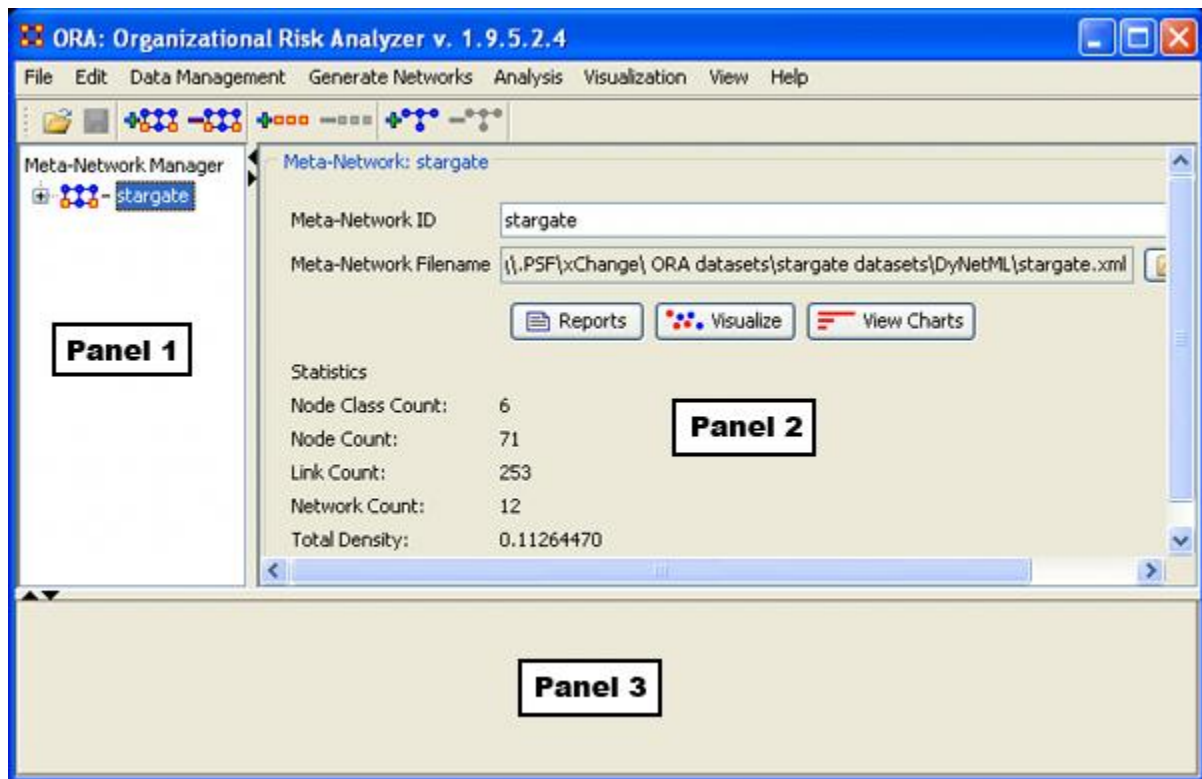 ORA: Organizational Risk Analyzer v. 1.9.5.2.4
File Edit Data Management Generate Networks Analysis Visualization View Help
Meta-Network Manager
stargate
Panel 1
Meta-Network: stargate
Meta-Network ID stargate
Meta-Network Filename \\.PSF\xChange\ ORA datasets\stargate datasets\DyNetML\stargate.xml
Reports Visualize View Charts
Statistics
Node Class Count: 6
Node Count: 71
Link Count: 253
Network Count: 12
Total Density: 0.11264470
Panel 2
Panel 3